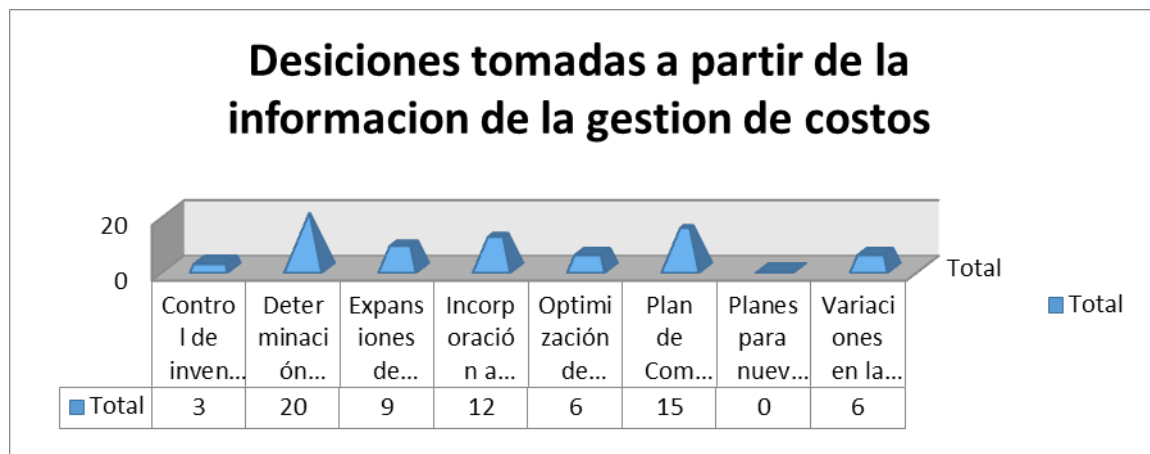 Desiciones tomadas a partir de la
informacion de la gestion de costos
20
0
Total
Contro
l de
inven...
Deter
minaci
ón...
Expans
iones
de...
Incorp
oració
n a...
Optimi
zación
de...
Plan
de
Com...
Planes
para
nuev...
Variaci
ones
en la...
Total
Total 3 20 9 12 6 15 0 6